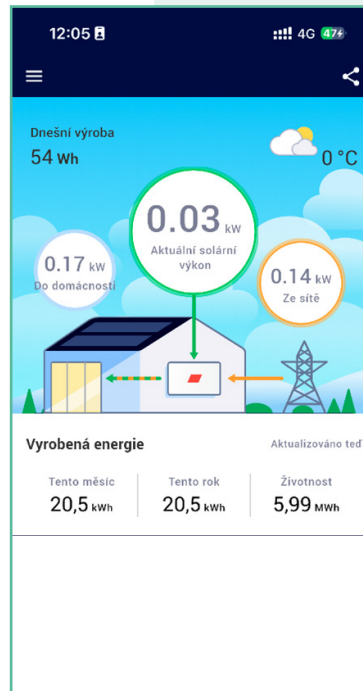 12:05 4G 47
Dnešní výroba
54 Wh
0 °C
0.03 kW
Aktuální solární
výkon
0.17 kW
Do domácnosti
0.14 kW
Ze sítě
Vyrobená energie Aktualizováno teď
Tento měsíc Tento rok Životnost
20,5 kWh 20,5 kWh 5,99 MWh